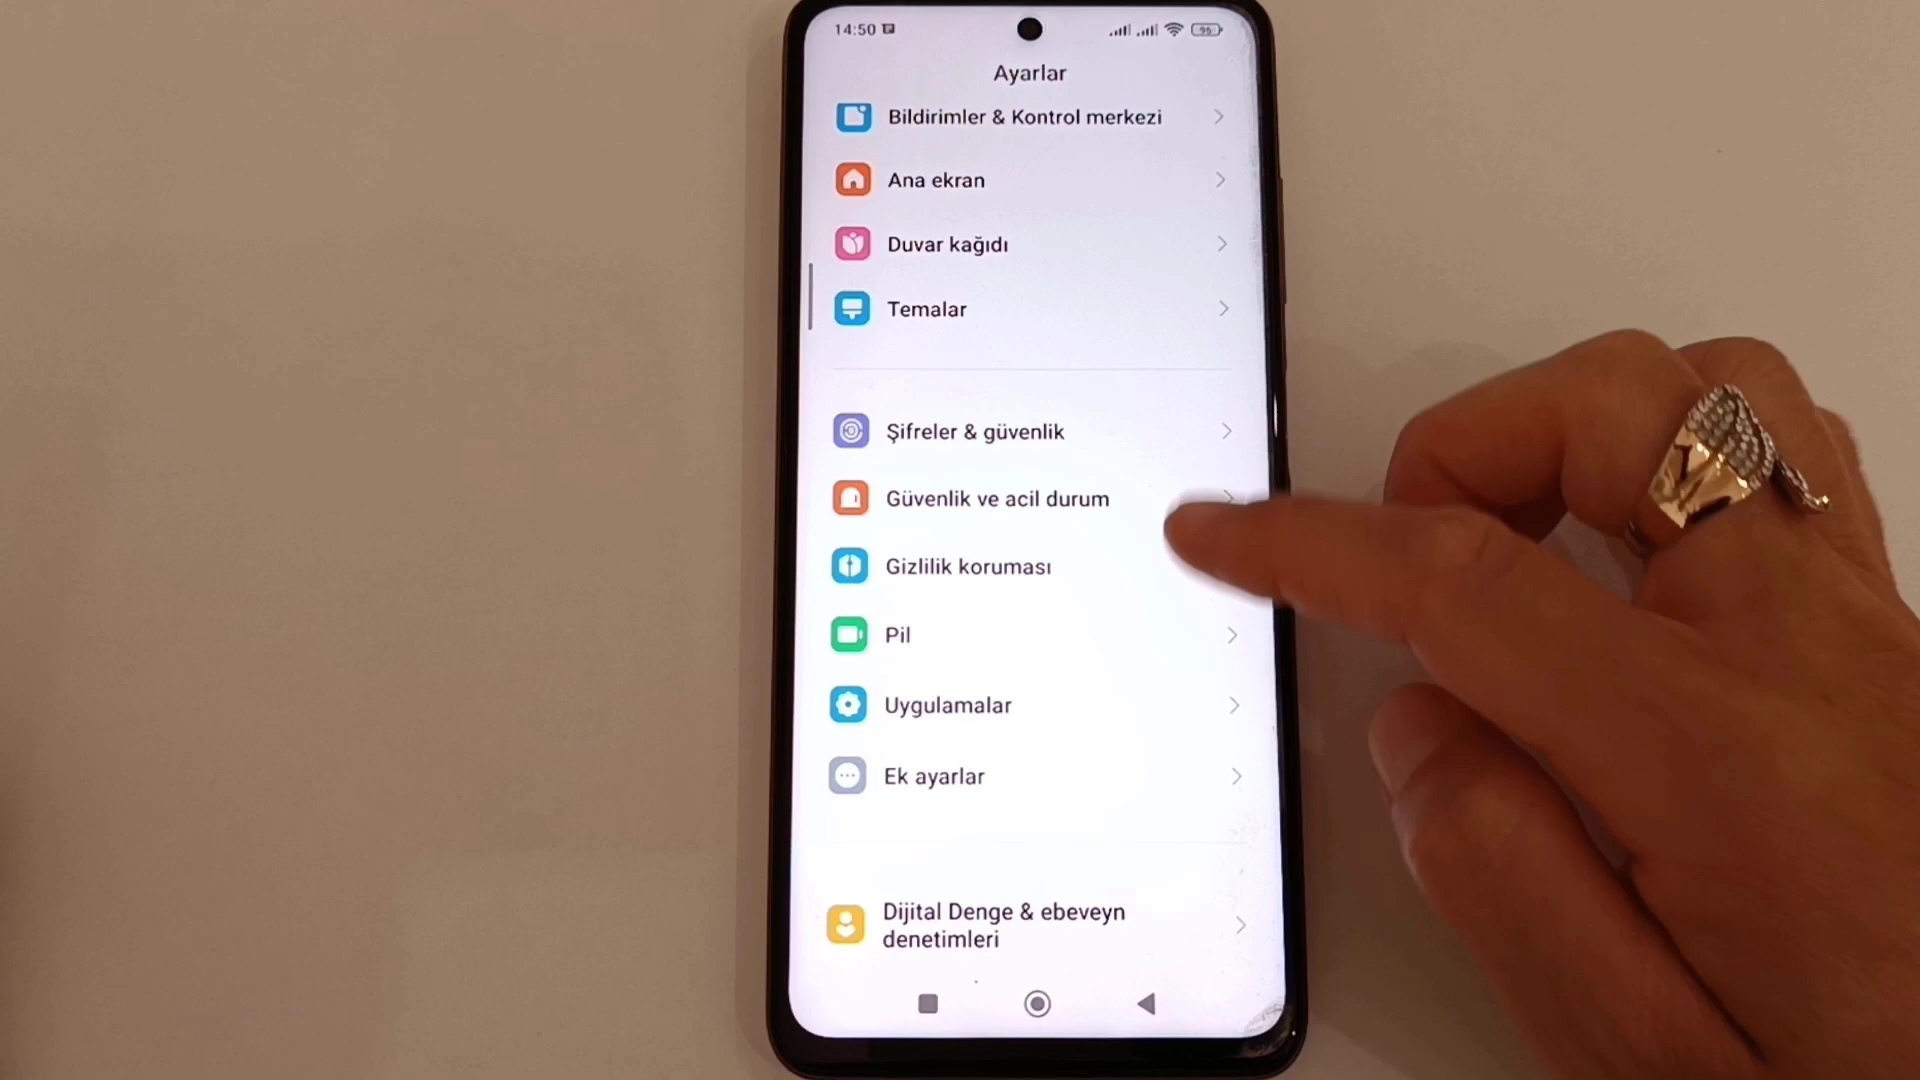 14:50
95
Ayarlar
Bildirimler & Kontrol merkezi
Ana ekran
Duvar kağıdı
Temalar
Şifreler & güvenlik
Güvenlik ve acil durum
Gizlilik koruması
Pil
Uygulamalar
Ek ayarlar
Dijital Denge & ebeveyn
denetimleri